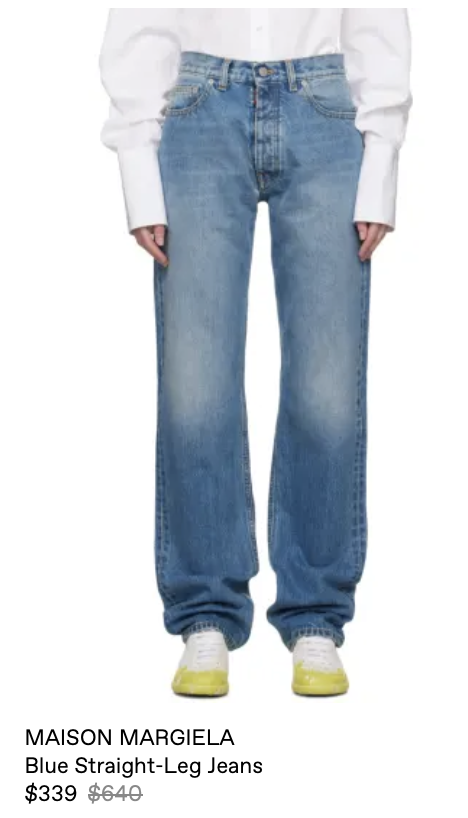 MAISON MARGIELA
Blue Straight-Leg Jeans
$339 $640